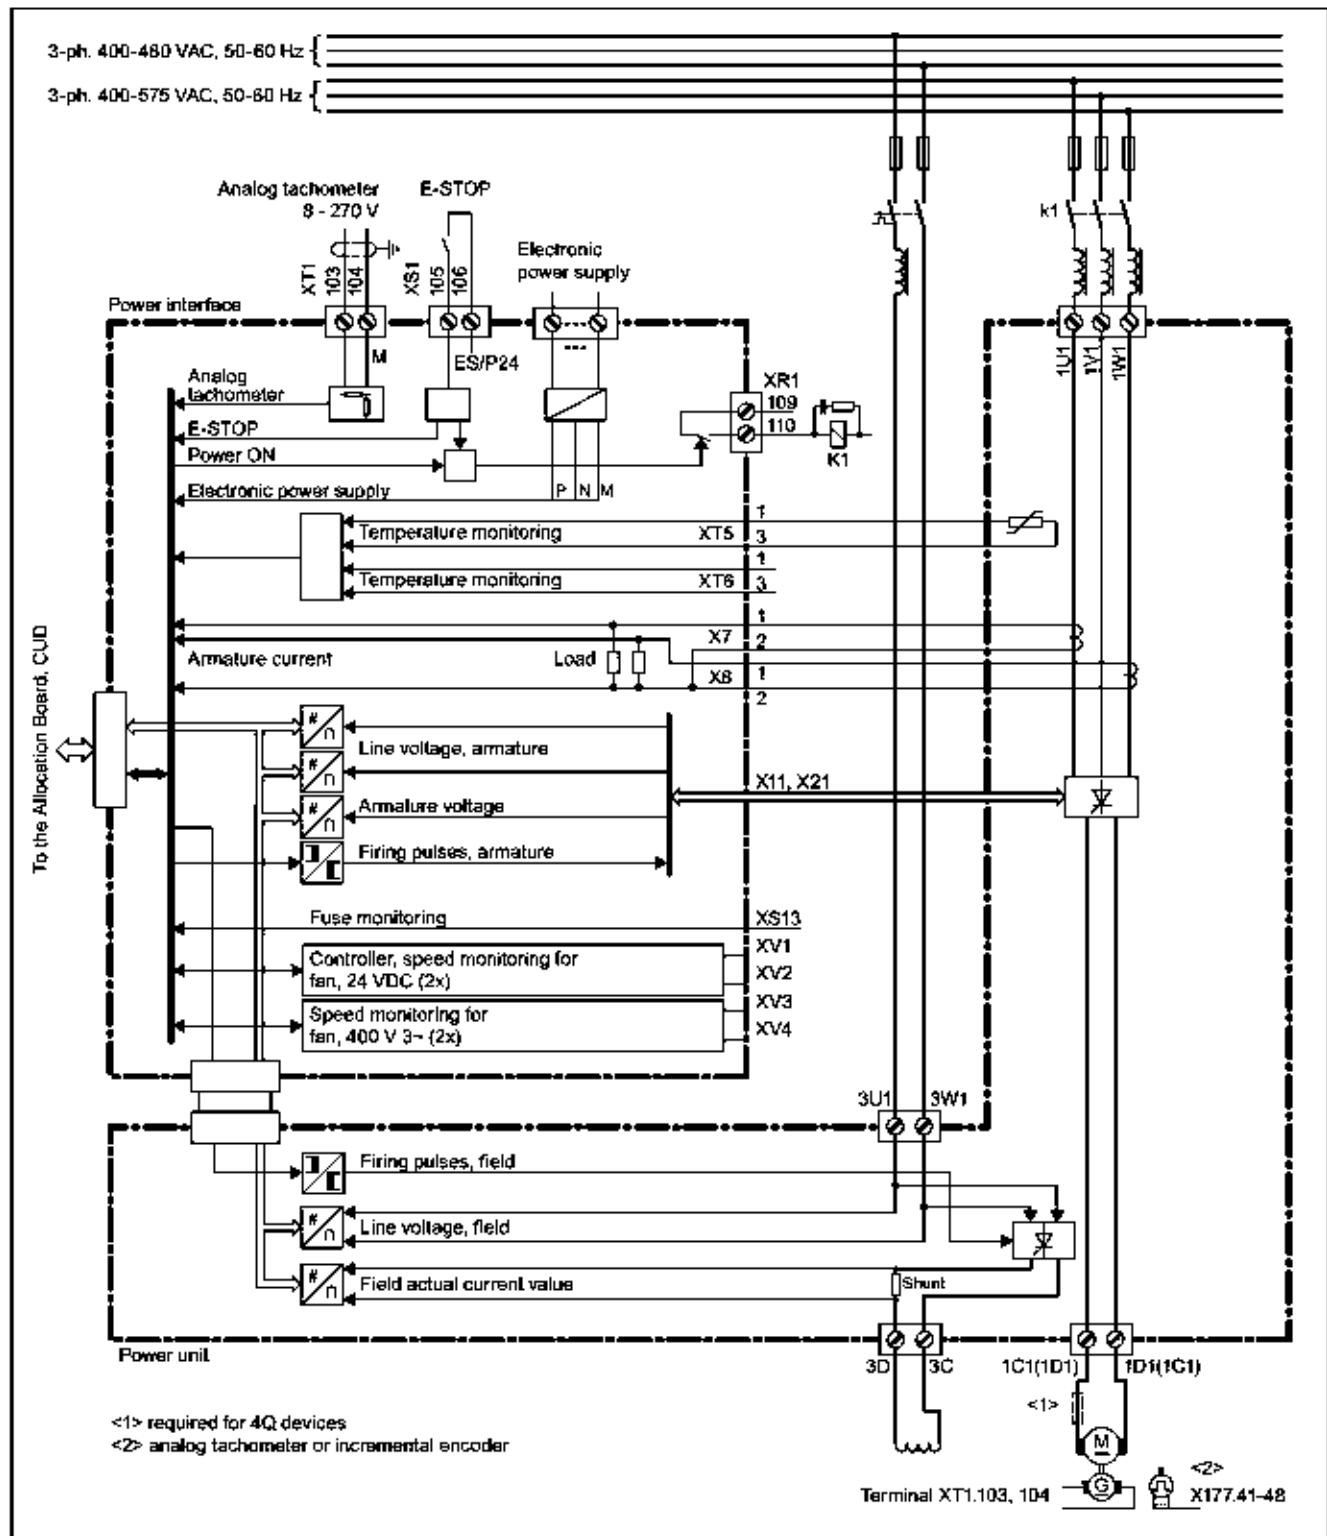 3-ph. 400-460 VAC, 50-60 Hz
3-ph. 400-575 VAC, 50-60 Hz
Analog tachometer
8 - 270 V
E-STOP
k1
Electronic
power supply
XT1
103
104
XS1
105
106
Power interface
M
ES/P24
1U1
1V1
1W1
Analog
tachometer
XR1
109
110
E-STOP
Power ON
K1
Electronic power supply
P N M
1
Temperature monitoring XT5 3
1
Temperature monitoring XT6 3
1
X7 2
Armature current
Load
X8 1
2
To the Allocation Board, CUD
#
n
Line voltage, armature
#
n
X11, X21
#
n
Armature voltage
Firing pulses, armature
Fuse monitoring
XS13
XV1
Controller, speed monitoring for
fan, 24 VDC (2x)
XV2
XV3
Speed monitoring for
fan, 400 V 3~ (2x)
XV4
3U1 3W1
Firing pulses, field
#
n
Line voltage, field
#
n
Field actual current value
Shunt
Power unit
3D 3C 1C1(1D1) 1D1(1C1)
<1>
<1> required for 4Q devices
<2> analog tachometer or incremental encoder
M
G
<2>
Terminal XT1.103, 104
X177.41-48